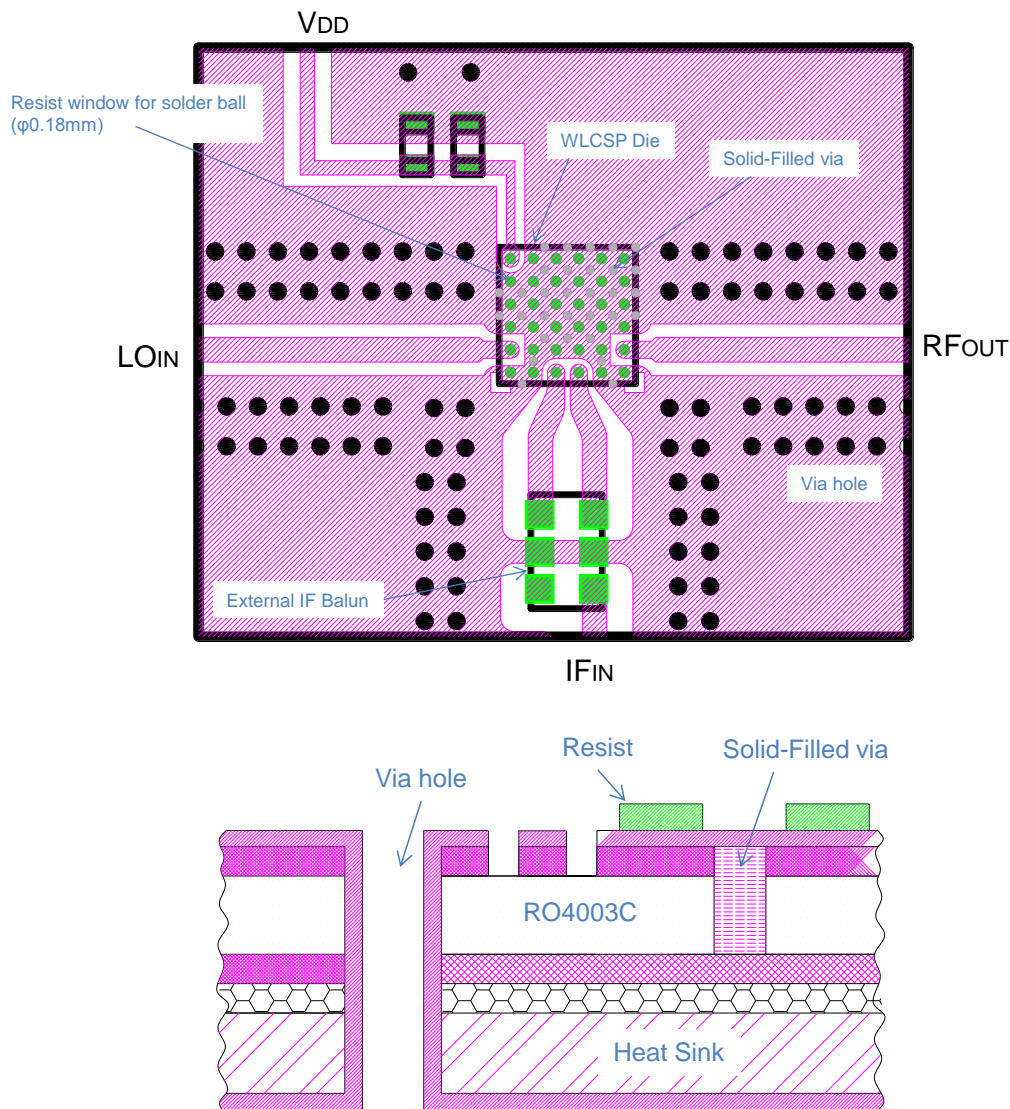 VDD
Resist window for solder ball
(φ0.18mm)
WLCSP Die
Solid-Filled via
LOIN
RFOUT
Via hole
External IF Balun
IFIN
Resist
Solid-Filled via
Via hole
RO4003C
Heat Sink